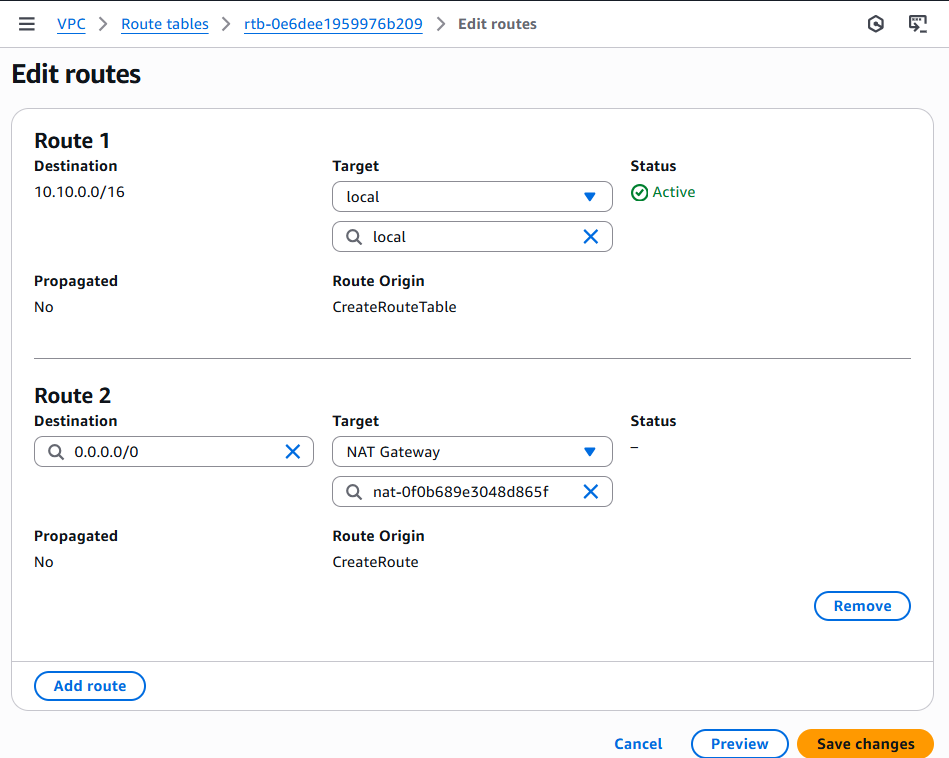 VPC > Route tables > rtb-0e6dee1959976b209 > Edit routes
Edit routes
Route 1
Destination Target Status
10.10.0.0/16 local Active
local
Propagated Route Origin
No CreateRouteTable
Route 2
Destination Target Status
0.0.0.0/0 NAT Gateway –
nat-0f0b689e3048d865f
Propagated Route Origin
No CreateRoute
Remove
Add route
Cancel Preview Save changes